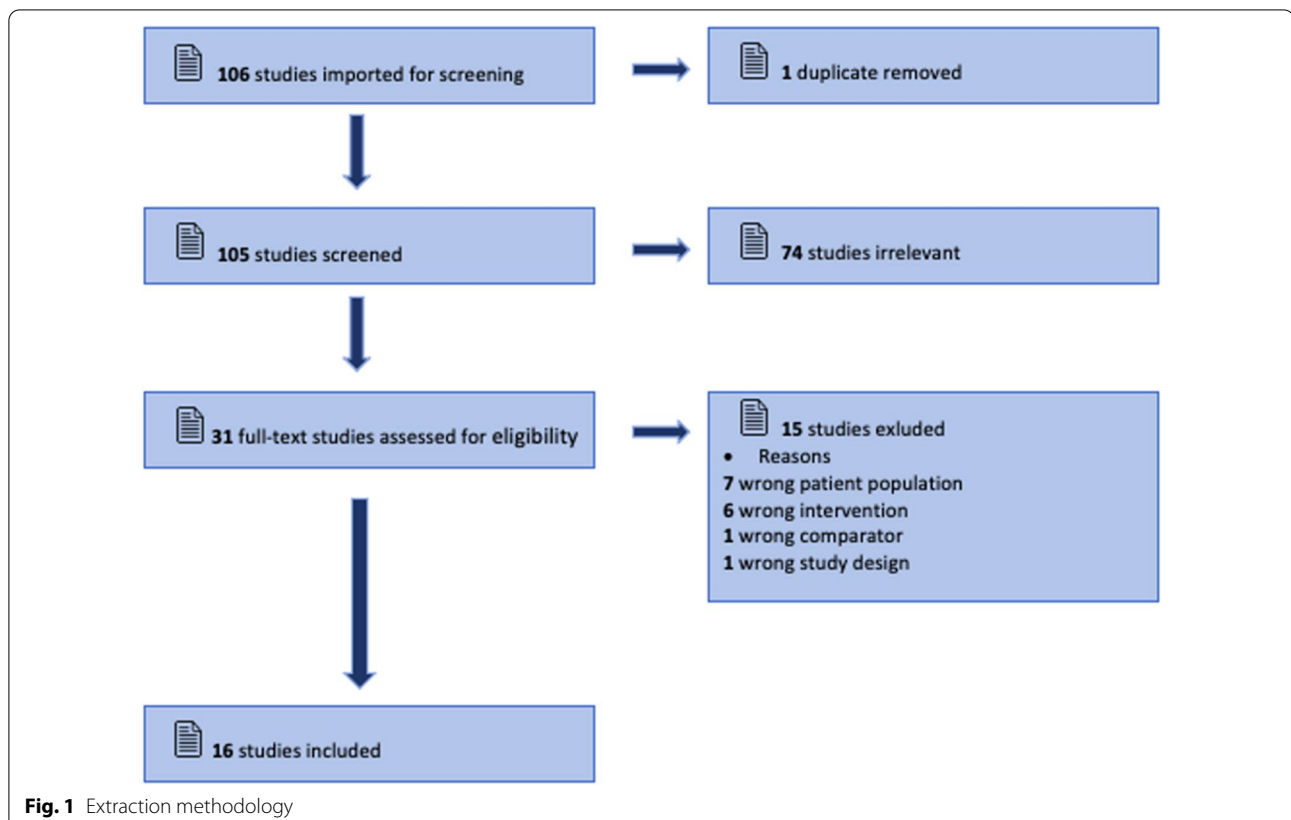 106 studies imported for screening
1 duplicate removed
105 studies screened
74 studies irrelevant
31 full-text studies assessed for eligibility
15 studies exluded
• Reasons
7 wrong patient population
6 wrong intervention
1 wrong comparator
1 wrong study design
16 studies included
Fig. 1 Extraction methodology